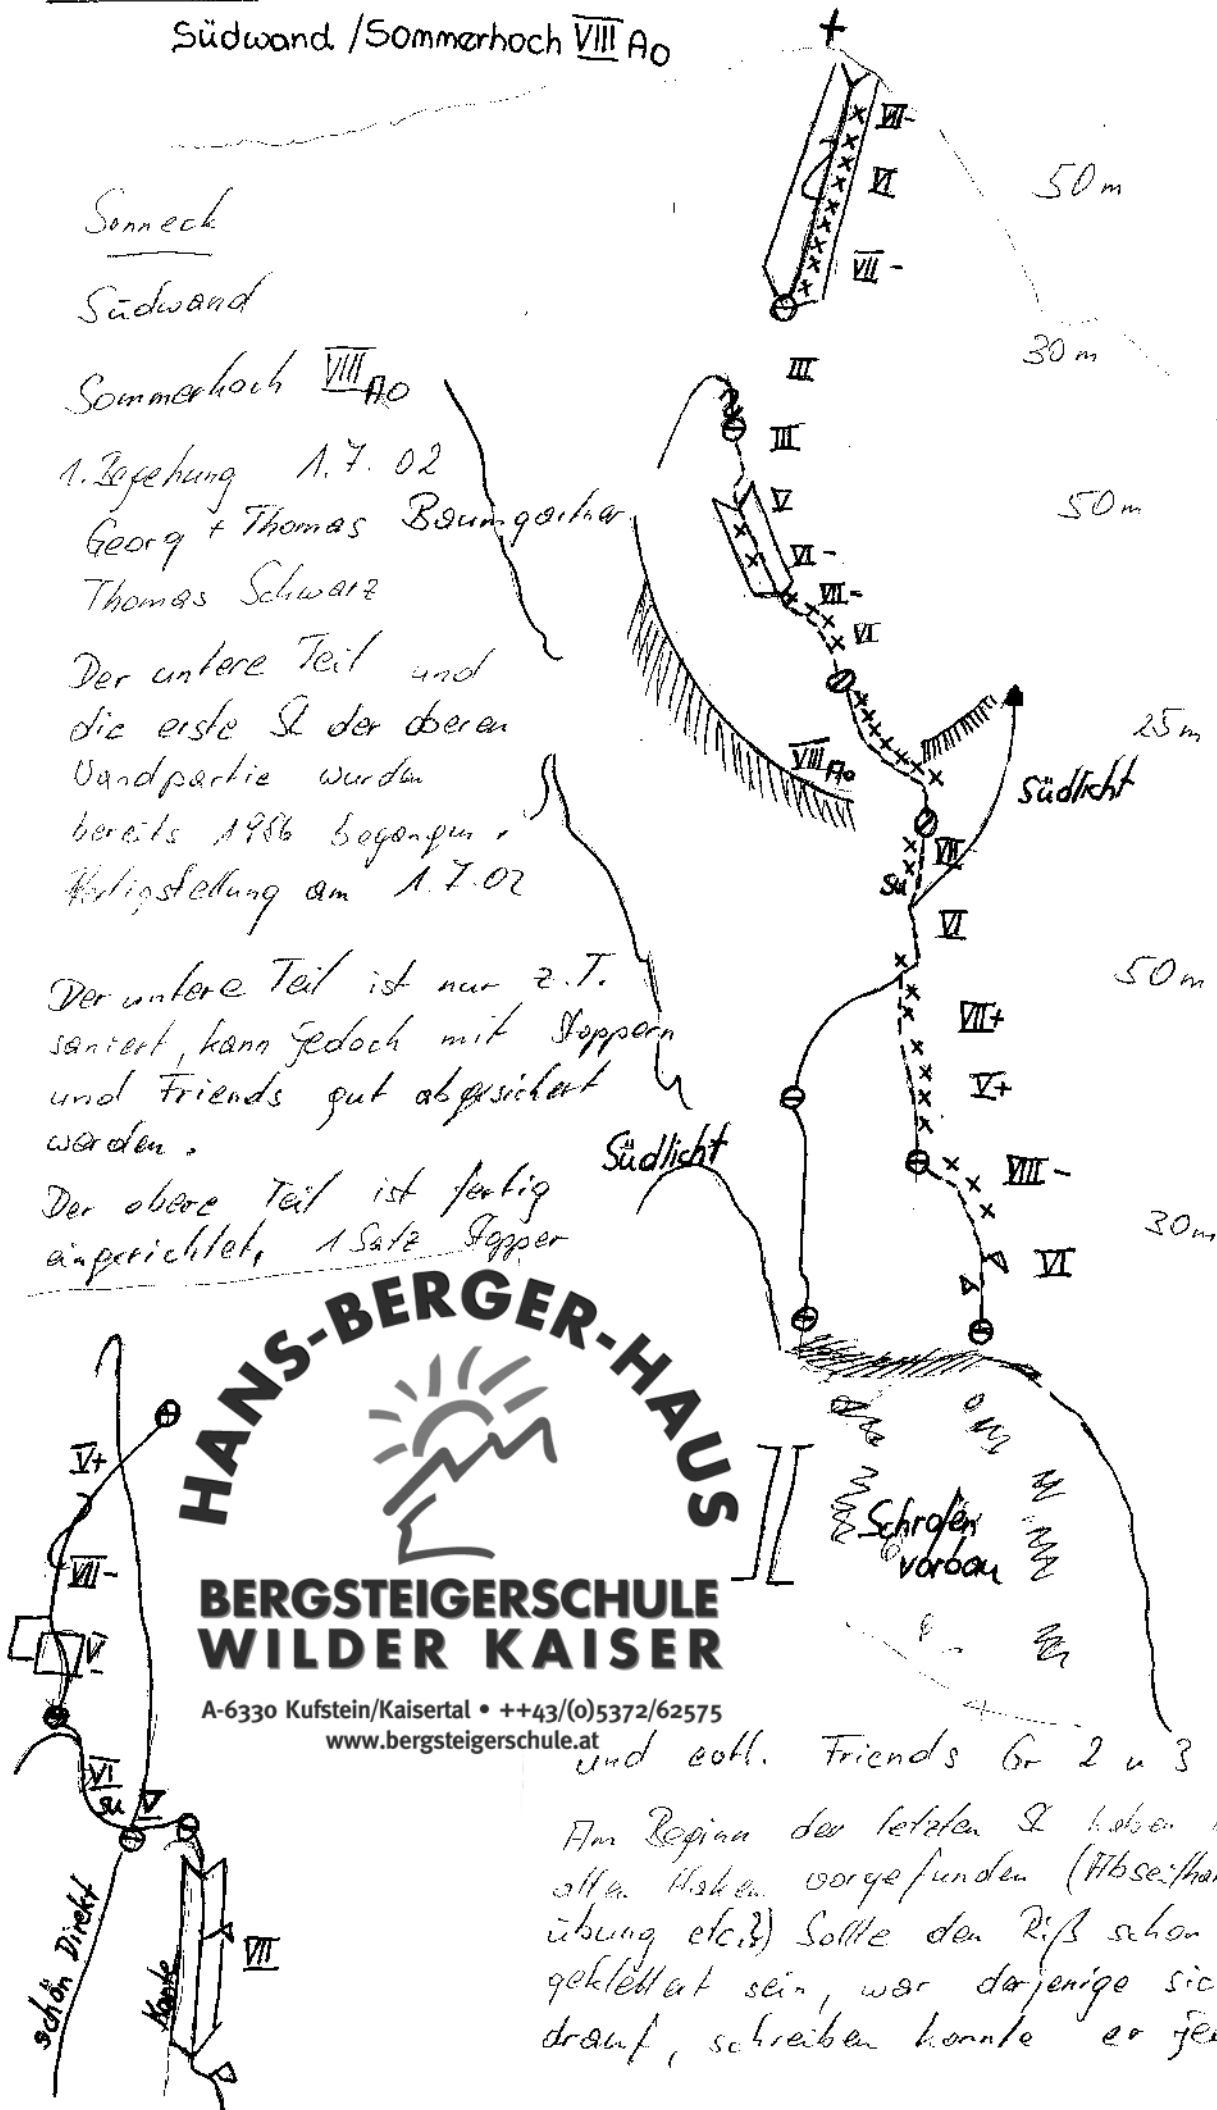 Südwand /Sommerhoch VIII A0
VII-
VI
50m
VII-
Sonneck
Südwand
30m
III
Sommerhoch VIII A0
III
1. Begehung 1.7.02
V
50m
Georg + Thomas Baumgartner
VI-
Thomas Schwarz
VII-
VI
Der untere Teil und
die erste SL der oberen
25m
Wandpartie wurden
VIII A0
Südlicht
bereits 1986 begangen.
VII
Fertigstellung am 1.7.02
su
VI
Der untere Teil ist nur z.T.
50m
saniert, kann jedoch mit Stoppern
VII+
und Friends gut abgesichert
V+
werden.
Südlicht
VIII-
Der obere Teil ist fertig
30m
eingerichtet, 1 Satz Stopper
VI
HANS-BERGER-HAUS
V+
II
Schrofen
vorbau
VII-
BERGSTEIGERSCHULE
WILDER KAISER
V
A-6330 Kufstein/Kaisertal • ++43/(0)5372/62575
www.bergsteigerschule.at
und evtl. Friends Gr 2 u 3
VI
su
V
Am Beginn der letzten SL haben
alten Haken vorgefunden
übung etc.?) Sollte den Riß schon
VII
schön Direkt
Kante
geklettert sein, war derjenige
drauf, schreiben konnte er